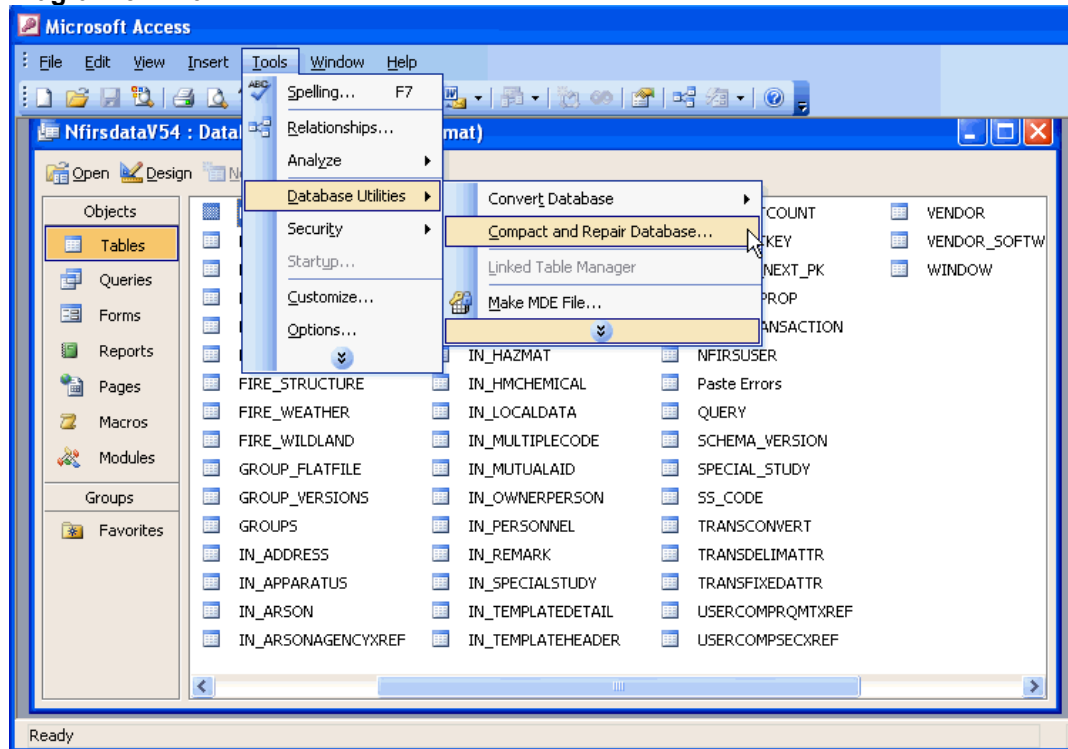 Microsoft Access
File Edit View Insert Tools Window Help
NfirsdataV54 : Data mat)
Open Design
Spelling... F7
Relationships...
Analyze
Database Utilities
Security
Startup...
Customize...
Options...
Convert Database
Compact and Repair Database...
Linked Table Manager
Make MDE File...
Objects
Tables
Queries
Forms
Reports
Pages
Macros
Modules
Groups
Favorites
FIRE_STRUCTURE
FIRE_WEATHER
FIRE_WILDLAND
GROUP_FLATFILE
GROUP_VERSIONS
GROUPS
IN_ADDRESS
IN_APPARATUS
IN_ARSON
IN_ARSONAGENCYXREF
IN_HAZMAT
IN_HMCHEMICAL
IN_LOCALDATA
IN_MULTIPLECODE
IN_MUTUALAID
IN_OWNERPERSON
IN_PERSONNEL
IN_REMARK
IN_SPECIALSTUDY
IN_TEMPLATEDETAIL
IN_TEMPLATEHEADER
COUNT
KEY
NEXT_PK
PROP
ANSACTION
NFIRSUSER
Paste Errors
QUERY
SCHEMA_VERSION
SPECIAL_STUDY
SS_CODE
TRANSCONVERT
TRANSDELIMATTR
TRANSFIXEDATTR
USERCOMPRQMTXREF
USERCOMPSECXREF
VENDOR
VENDOR_SOFTW
WINDOW
Ready